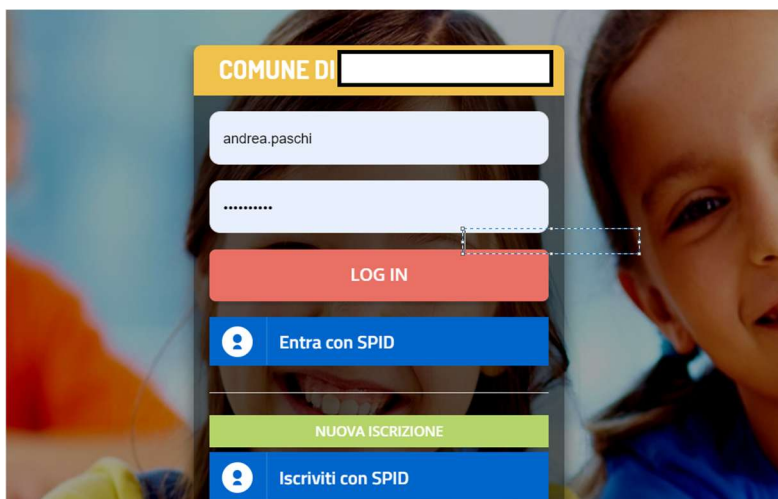 COMUNE DI
andrea.paschi
••••••••••
LOG IN
Entra con SPID
NUOVA ISCRIZIONE
Iscriviti con SPID